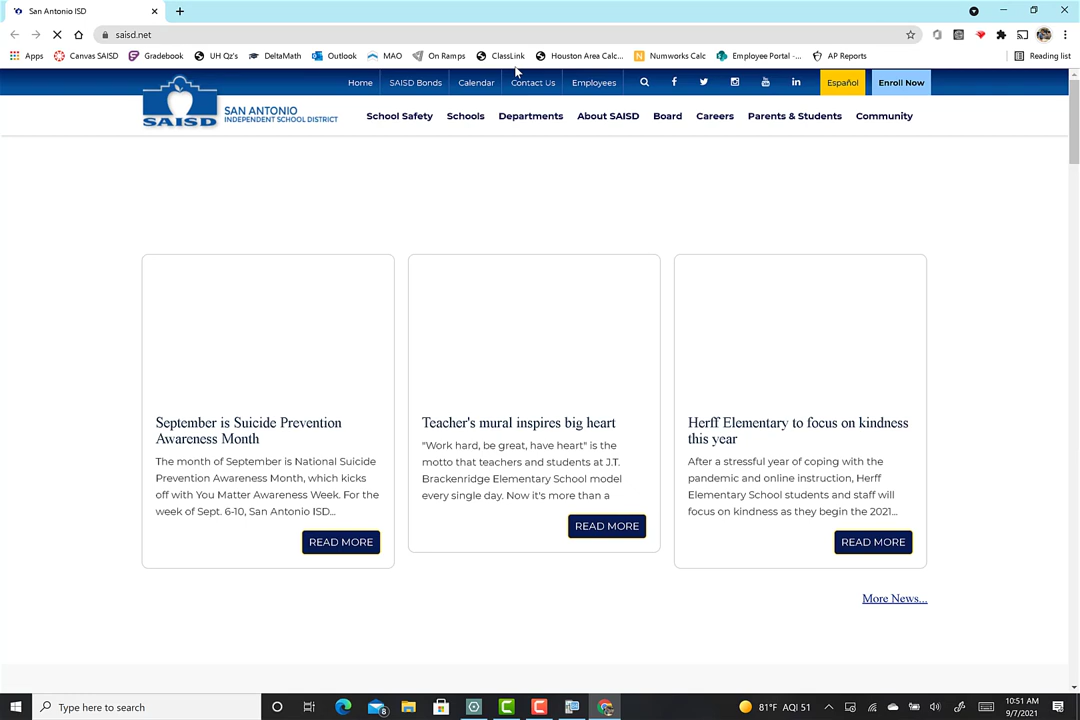 San Antonio ISD
saisd.net
Apps Canvas SAISD Gradebook UH Qz's DeltaMath Outlook MAO On Ramps ClassLink Houston Area Calc... Numworks Calc Employee Portal -... AP Reports Reading list
Home SAISD Bonds Calendar Contact Us Employees Español Enroll Now
SAISD
SAN ANTONIO
INDEPENDENT SCHOOL DISTRICT
School Safety Schools Departments About SAISD Board Careers Parents & Students Community
September is Suicide Prevention
Awareness Month
The month of September is National Suicide
Prevention Awareness Month, which kicks
off with You Matter Awareness Week. For the
week of Sept. 6-10, San Antonio ISD...
READ MORE
Teacher's mural inspires big heart
"Work hard, be great, have heart" is the
motto that teachers and students at J.T.
Brackenridge Elementary School model
every single day. Now it's more than a
READ MORE
Herff Elementary to focus on kindness
this year
After a stressful year of coping with the
pandemic and online instruction, Herff
Elementary School students and staff will
focus on kindness as they begin the 2021...
READ MORE
More News...
Type here to search
8
81°F AQI 51
10:51 AM
9/7/2021